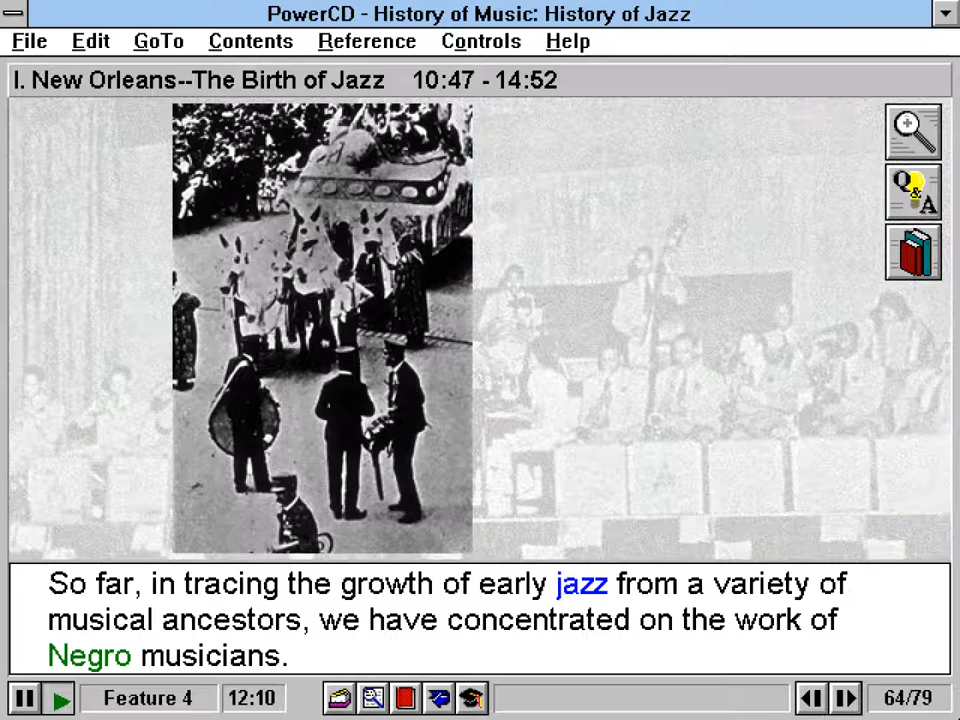 PowerCD - History of Music: History of Jazz
File Edit GoTo Contents Reference Controls Help
I. New Orleans--The Birth of Jazz 10:47 - 14:52
Q & A
So far, in tracing the growth of early jazz from a variety of
musical ancestors, we have concentrated on the work of
Negro musicians.
Feature 4 12:10 64/79